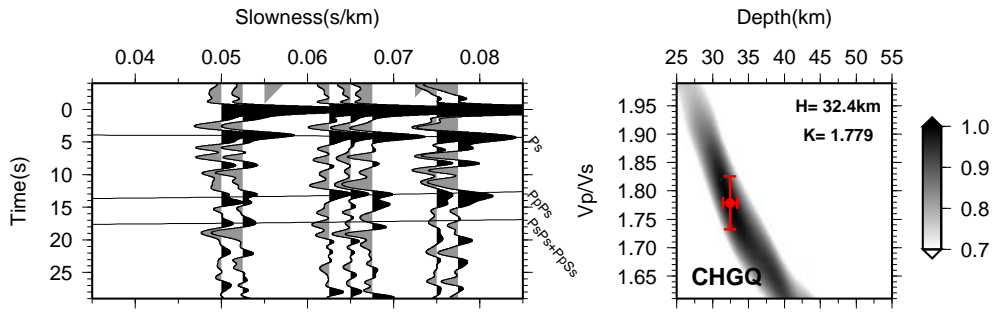 Slowness(s/km)
0.04 0.05 0.06 0.07 0.08
0
5
10
15
20
25
Time(s)
Ps
PpPs
PsPs+PpSs
Depth(km)
25 30 35 40 45 50 55
1.95
1.90
1.85
1.80
1.75
1.70
1.65
Vp/Vs
H= 32.4km
K= 1.779
CHGQ
1.0
0.9
0.8
0.7